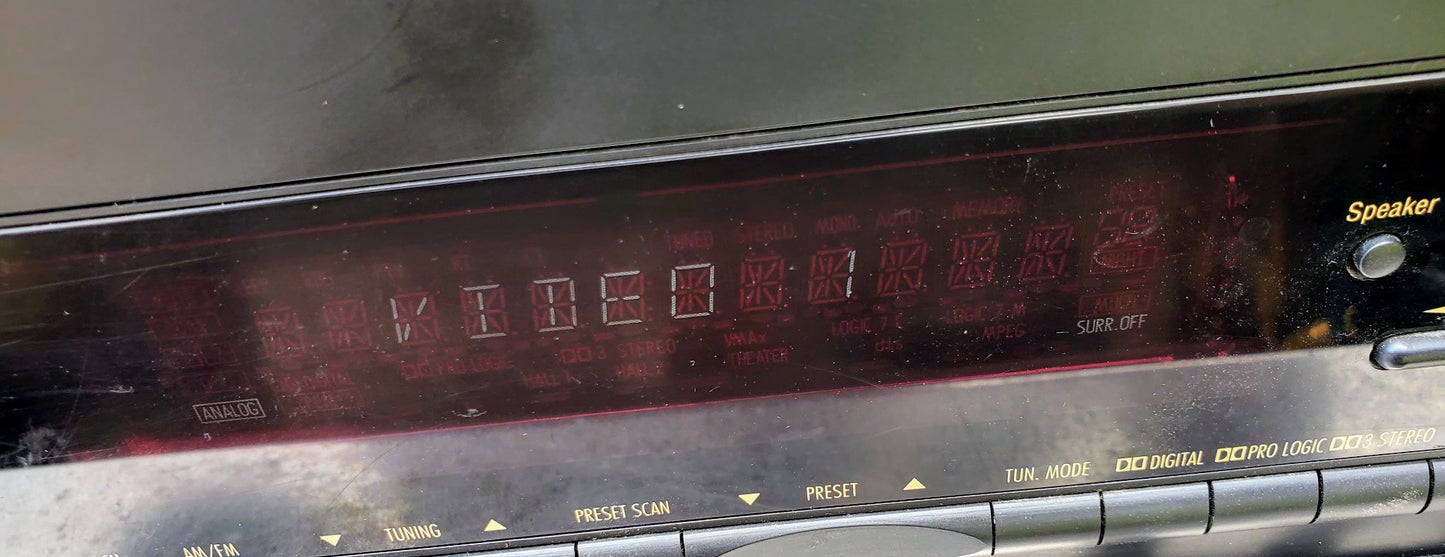 Speaker
TUNER STEREO MONO AUTO MEMORY
VIDEO 1
LOGIC 7 C LOGIC 7 M
3 STEREO VMAx dts MPEG SURR.OFF
PRO LOGIC HALL 1 HALL 2 THEATER
ANALOG
TUN. MODE DIGITAL PRO LOGIC 3 STEREO
AM/FM TUNING PRESET SCAN PRESET